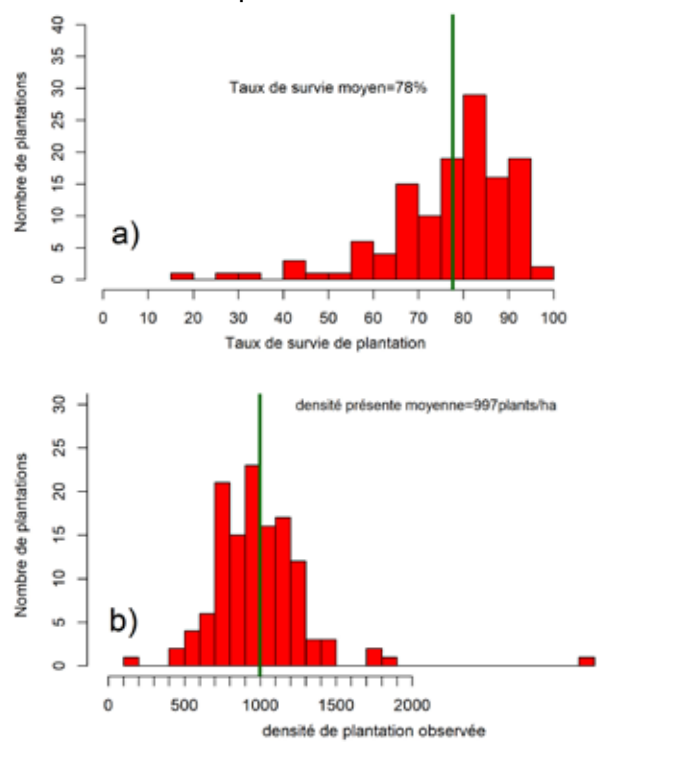 40
35
30
25
20
15
10
5
0
Nombre de plantations
Taux de survie moyen=78%
a)
0 10 20 30 40 50 60 70 80 90 100
Taux de survie de plantation
30
25
20
15
10
5
0
Nombre de plantations
densité présente moyenne=997plants/ha
b)
0 500 1000 1500 2000
densité de plantation observée